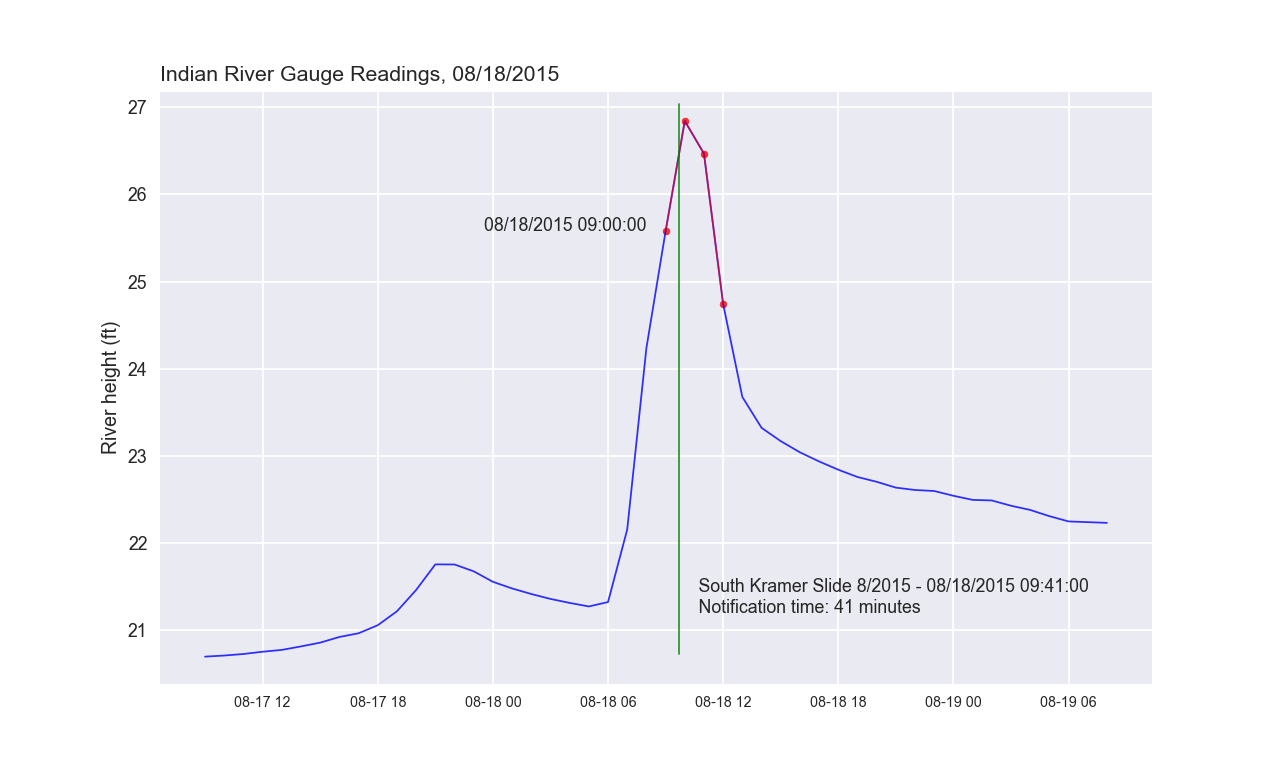 Indian River Gauge Readings, 08/18/2015
27
26
08/18/2015 09:00:00
25
24
River height (ft)
23
22
South Kramer Slide 8/2015 - 08/18/2015 09:41:00
Notification time: 41 minutes
21
08-17 12 08-17 18 08-18 00 08-18 06 08-18 12 08-18 18 08-19 00 08-19 06